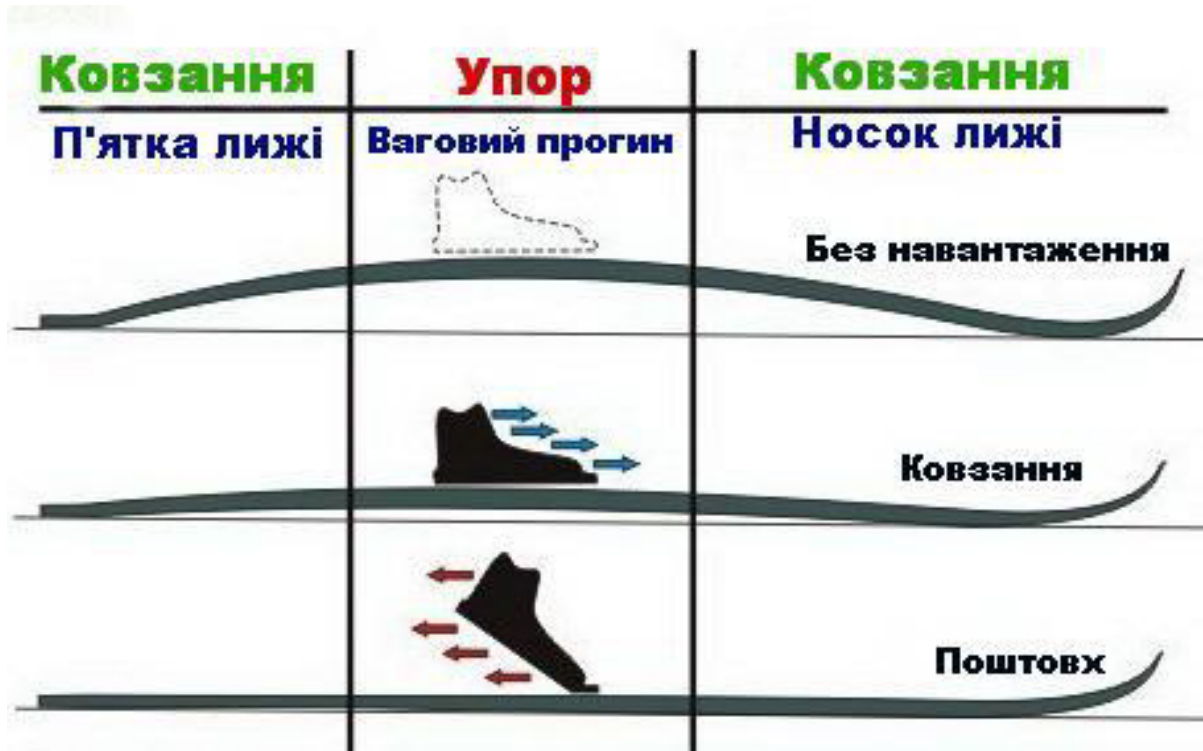 Ковзання Упор Ковзання
П'ятка лижі Ваговий прогин Носок лижі
Без навантаження
Ковзання
Поштовх